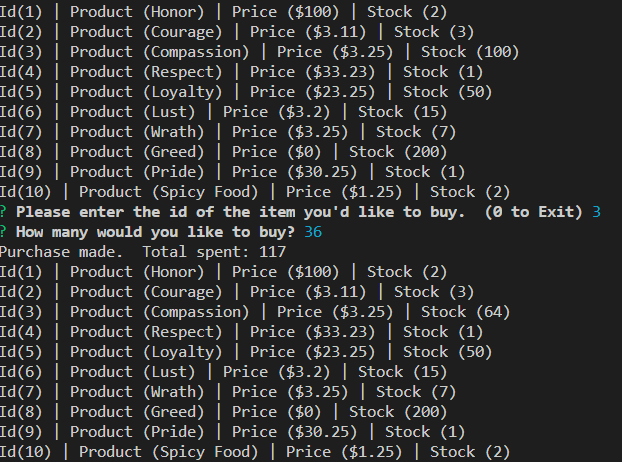 Id(1) | Product (Honor) | Price ($100) | Stock (2)
Id(2) | Product (Courage) | Price ($3.11) | Stock (3)
Id(3) | Product (Compassion) | Price ($3.25) | Stock (100)
Id(4) | Product (Respect) | Price ($33.23) | Stock (1)
Id(5) | Product (Loyalty) | Price ($23.25) | Stock (50)
Id(6) | Product (Lust) | Price ($3.2) | Stock (15)
Id(7) | Product (Wrath) | Price ($3.25) | Stock (7)
Id(8) | Product (Greed) | Price ($0) | Stock (200)
Id(9) | Product (Pride) | Price ($30.25) | Stock (1)
Id(10) | Product (Spicy Food) | Price ($1.25) | Stock (2)
? Please enter the id of the item you'd like to buy.  (0 to Exit) 3
? How many would you like to buy? 36
Purchase made.  Total spent: 117
Id(1) | Product (Honor) | Price ($100) | Stock (2)
Id(2) | Product (Courage) | Price ($3.11) | Stock (3)
Id(3) | Product (Compassion) | Price ($3.25) | Stock (64)
Id(4) | Product (Respect) | Price ($33.23) | Stock (1)
Id(5) | Product (Loyalty) | Price ($23.25) | Stock (50)
Id(6) | Product (Lust) | Price ($3.2) | Stock (15)
Id(7) | Product (Wrath) | Price ($3.25) | Stock (7)
Id(8) | Product (Greed) | Price ($0) | Stock (200)
Id(9) | Product (Pride) | Price ($30.25) | Stock (1)
Id(10) | Product (Spicy Food) | Price ($1.25) | Stock (2)